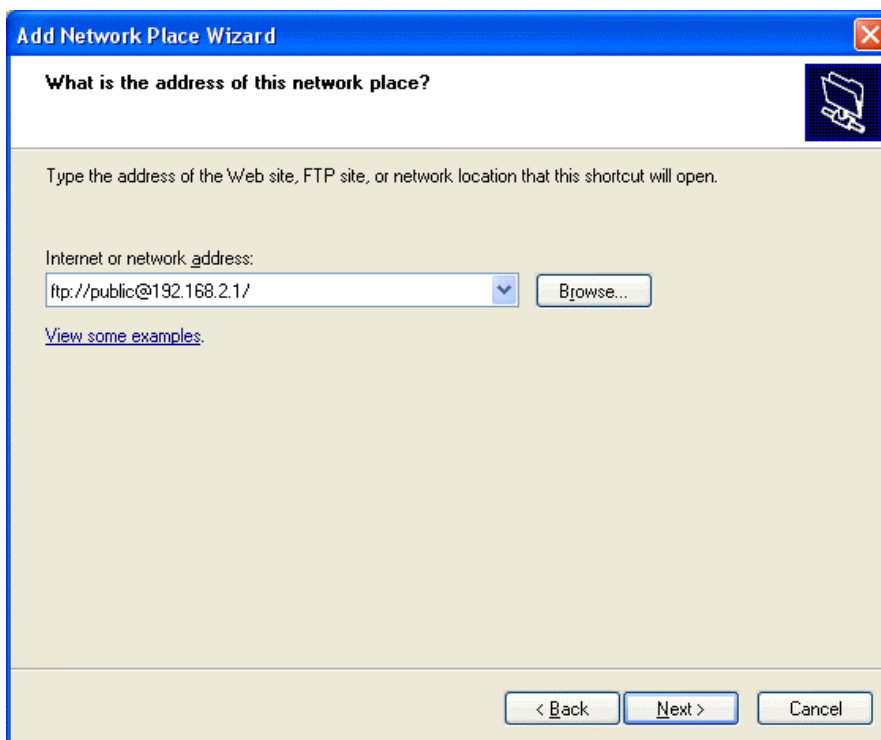 Add Network Place Wizard
What is the address of this network place?
Type the address of the Web site, FTP site, or network location that this shortcut will open.
Internet or network address:
ftp://public@192.168.2.1/
Browse...
View some examples.
< Back
Next >
Cancel